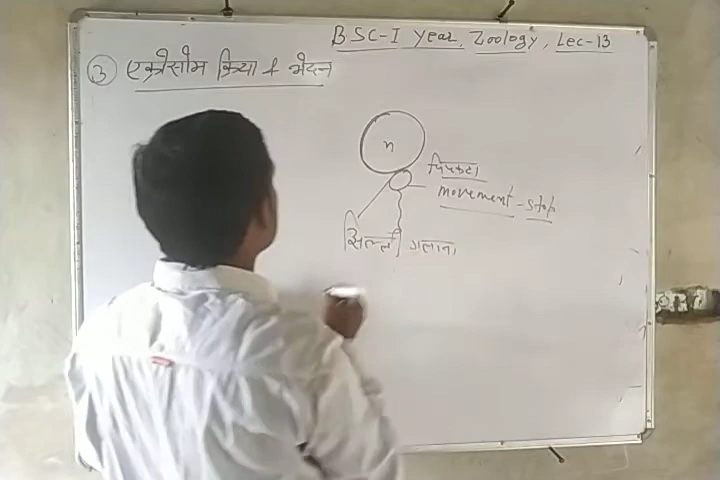 BSC-I Year, Zoology, Lec-13
③ एक्रोसोम क्रिया व भेदन
n
चिपकना
movement - stop
झिल्ली गलाना